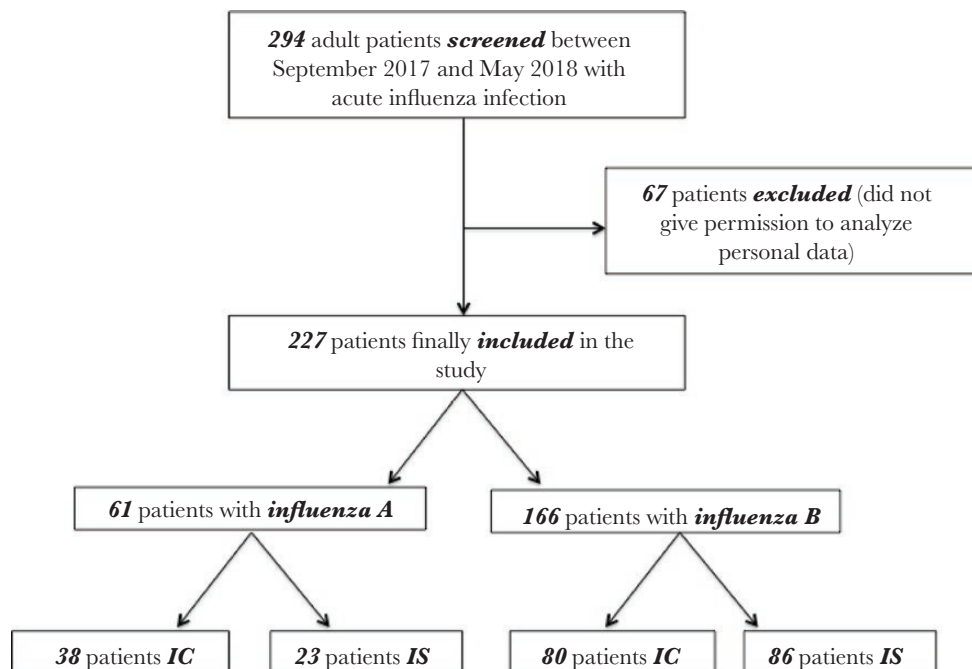 294 adult patients screened between
September 2017 and May 2018 with
acute influenza infection
67 patients excluded (did not
give permission to analyze
personal data)
227 patients finally included in the
study
61 patients with influenza A
166 patients with influenza B
38 patients IC
23 patients IS
80 patients IC
86 patients IS